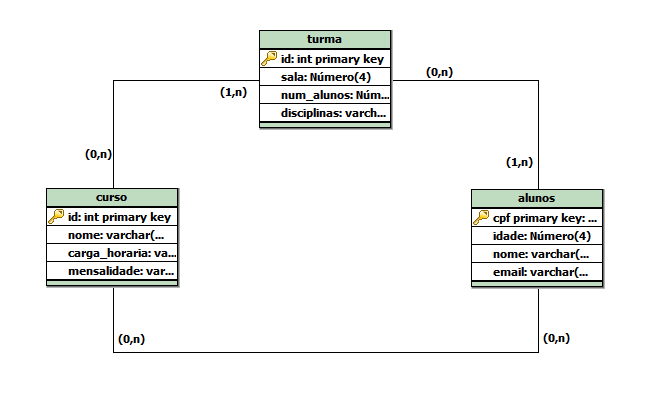 turma
id: int primary key
sala: Número(4)
num_alunos: Núm...
disciplinas: varch...
(0,n)
(1,n)
(0,n)
(1,n)
curso
id: int primary key
nome: varchar(...
carga_horaria: va...
mensalidade: var...
alunos
cpf primary key: ...
idade: Número(4)
nome: varchar(...
email: varchar(...
(0,n)
(0,n)